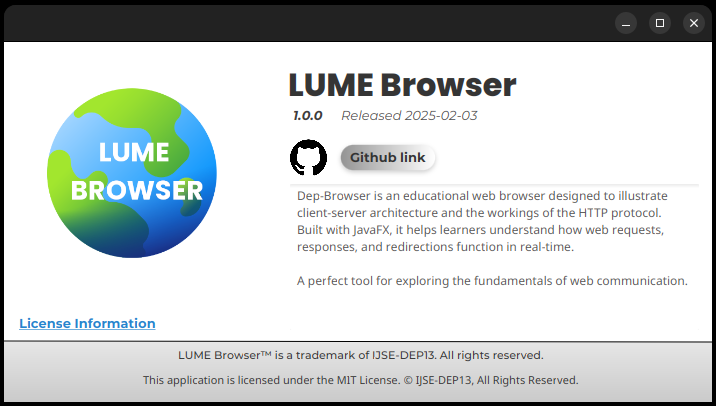 LUME Browser
1.0.0 Released 2025-02-03
LUME
BROWSER
Github link
Dep-Browser is an educational web browser designed to illustrate
client-server architecture and the workings of the HTTP protocol.
Built with JavaFX, it helps learners understand how web requests,
responses, and redirections function in real-time.
A perfect tool for exploring the fundamentals of web communication.
License Information
LUME Browser™ is a trademark of IJSE-DEP13. All rights reserved.
This application is licensed under the MIT License. © IJSE-DEP13, All Rights Reserved.